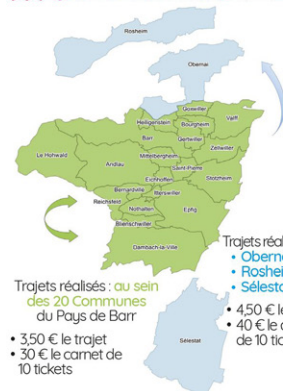 Rosheim
Obernai
Goxwiller
Valff
Heiligenstein
Bourgheim
Barr
Gertwiller
Zellwiller
Mittelbergheim
Le Hohwald
Andlau
Saint-Pierre
Stotzheim
Eichhoffen
Bernardvillé
Reichsfeld
Itterswiller
Nothalten
Epfig
Blienschwiller
Dambach-la-Ville
Trajets réalisés : au sein
des 20 Communes
du Pays de Barr
• 3,50 € le trajet
• 30 € le carnet de
10 tickets
Trajets réal
• Oberna
• Roshei
• Sélesta
• 4,50 € le
• 40 € le c
de 10 tic
Sélestat